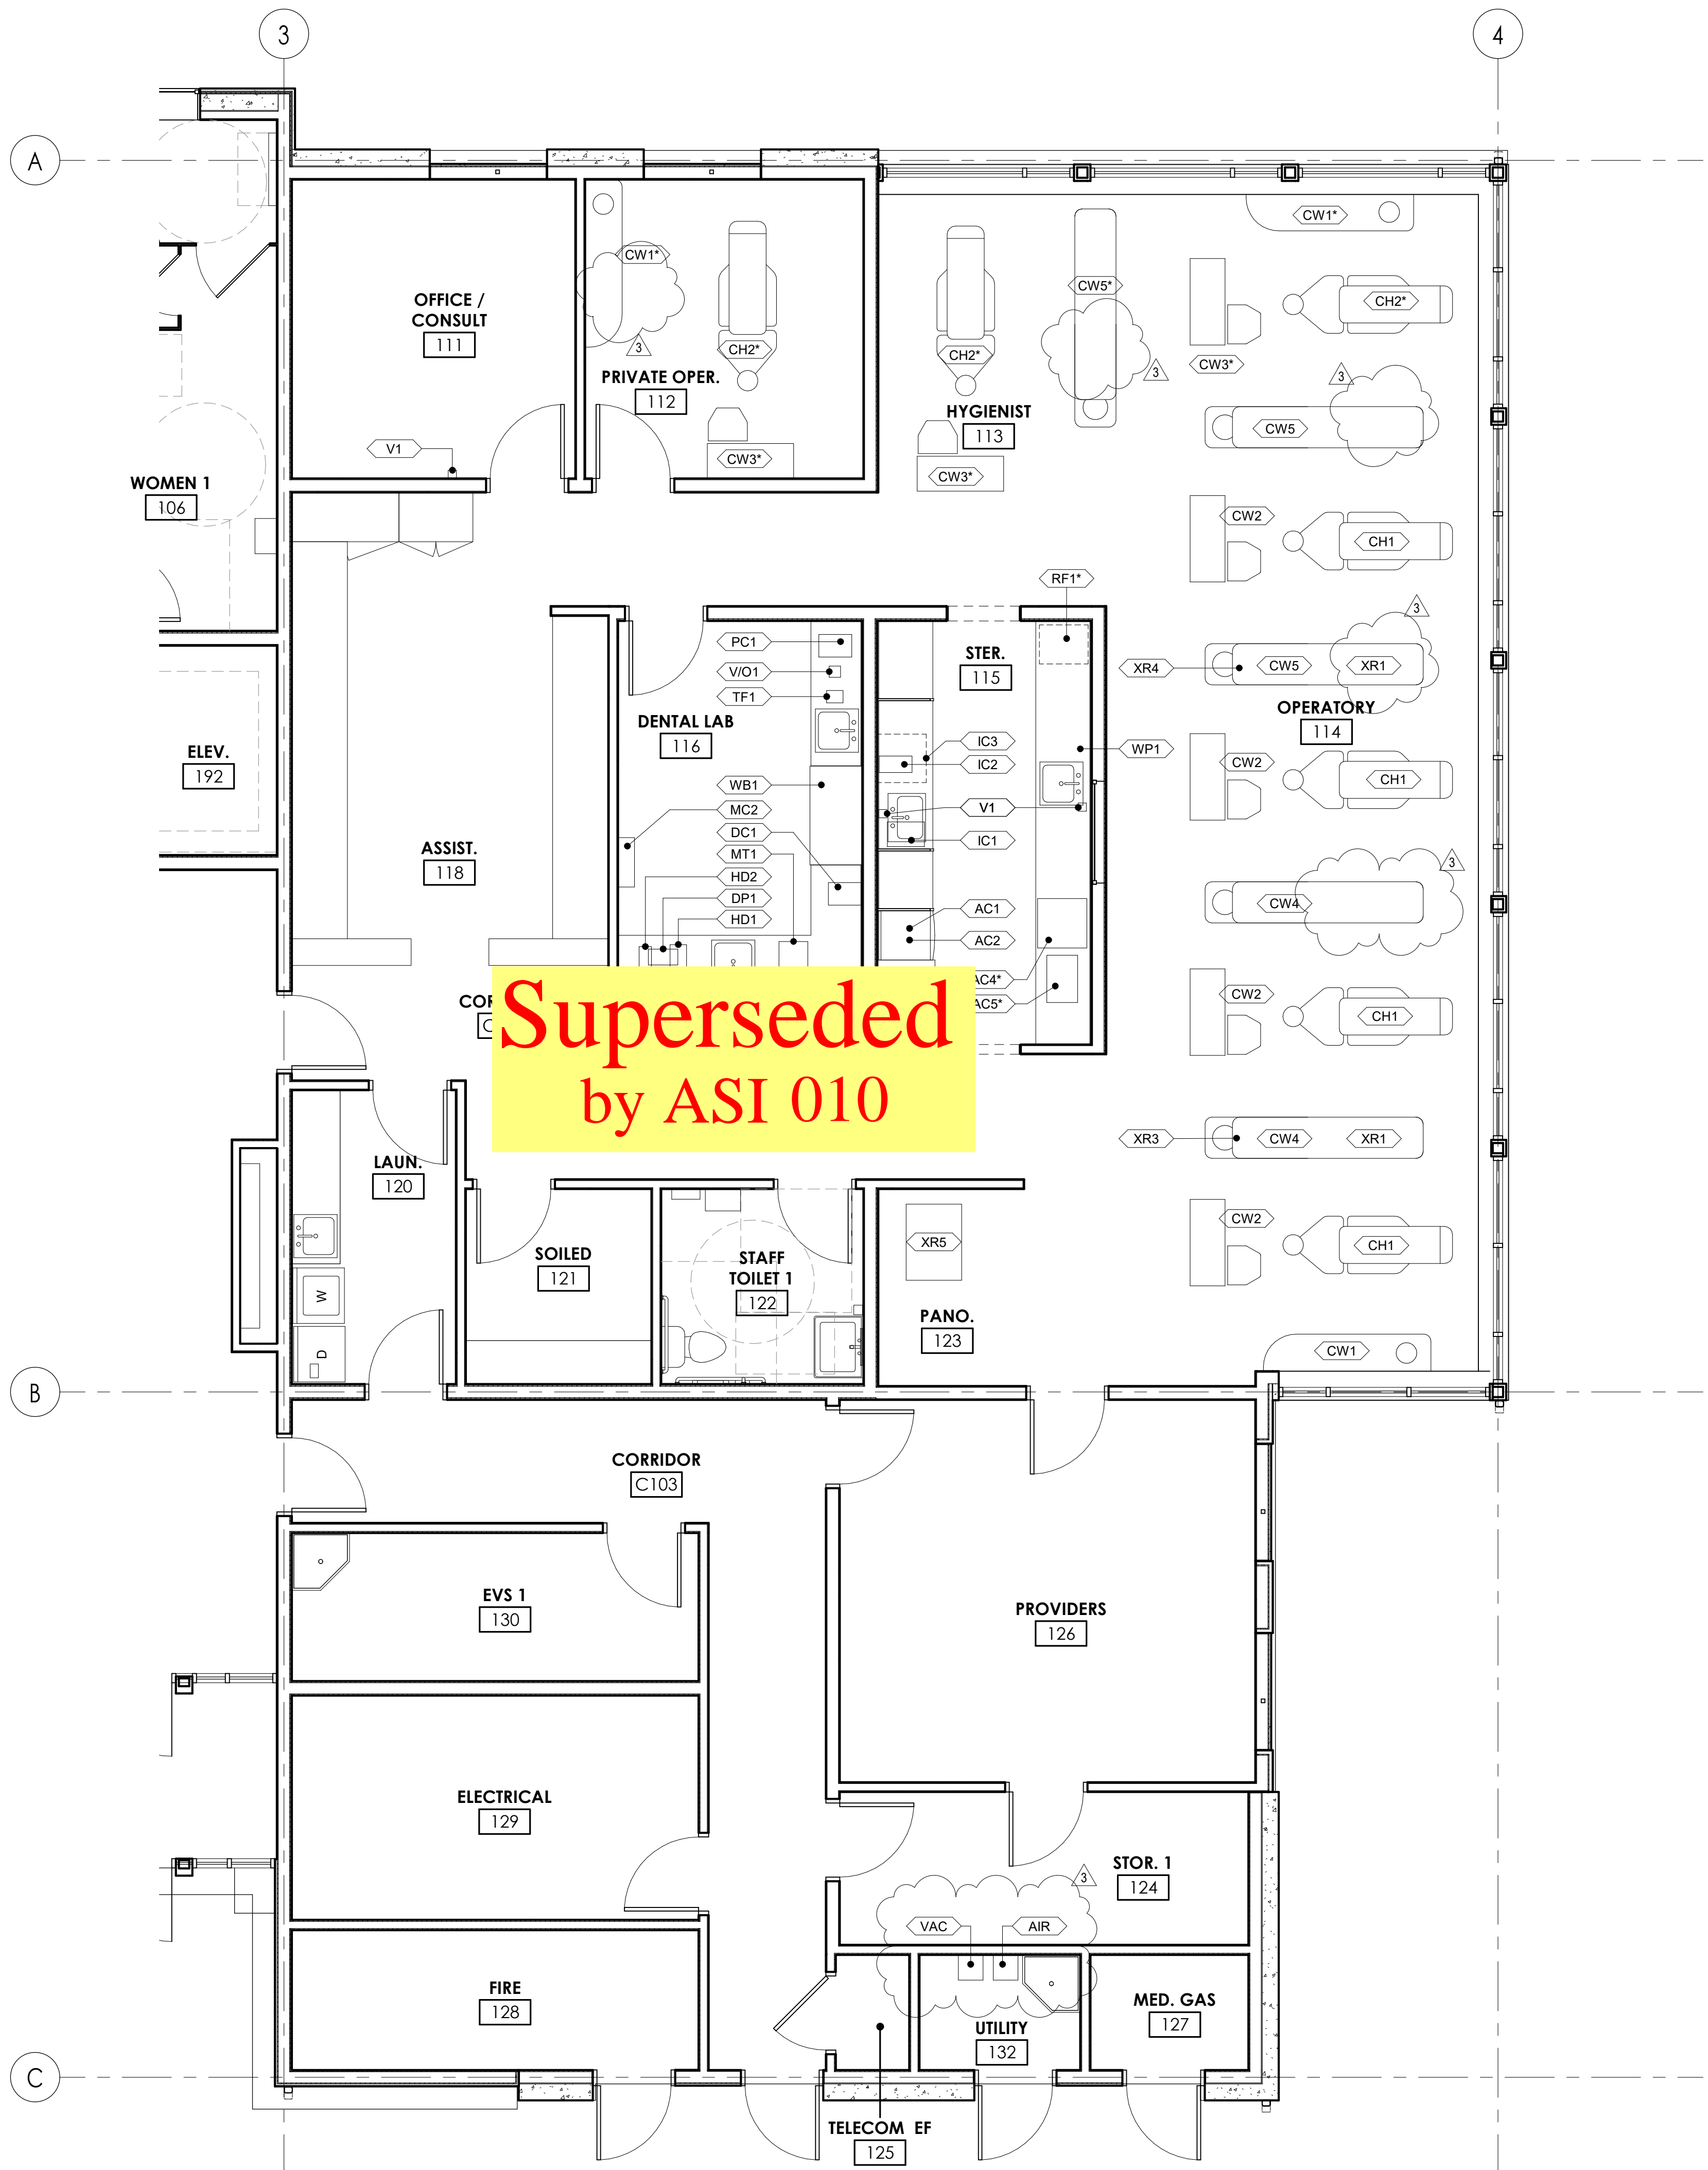 3
4
A
CW1*
CW1*
OFFICE /
CONSULT
111
CH2*
CH2*
CW5*
CH2*
3
3
CW3*
3
PRIVATE OPER.
112
HYGIENIST
113
CW5
V1
CW3*
CW3*
WOMEN 1
106
CW2
CH1
RF1*
3
PC1
V/O1
TF1
STER.
115
XR4
CW5
XR1
DENTAL LAB
116
OPERATORY
114
ELEV.
192
IC3
IC2
WP1
CW2
CH1
WB1
MC2
V1
DC1
IC1
MT1
ASSIST.
118
3
HD2
DP1
HD1
AC1
AC2
CW4
AC4*
AC5*
CW2
CH1
Superseded
by ASI 010
XR3
CW4
XR1
LAUN.
120
CW2
CH1
XR5
SOILED
121
STAFF
TOILET 1
122
W
D
PANO.
123
CW1
B
CORRIDOR
C103
EVS 1
130
PROVIDERS
126
ELECTRICAL
129
STOR. 1
124
3
VAC
AIR
FIRE
128
UTILITY
132
MED. GAS
127
C
TELECOM EF
125